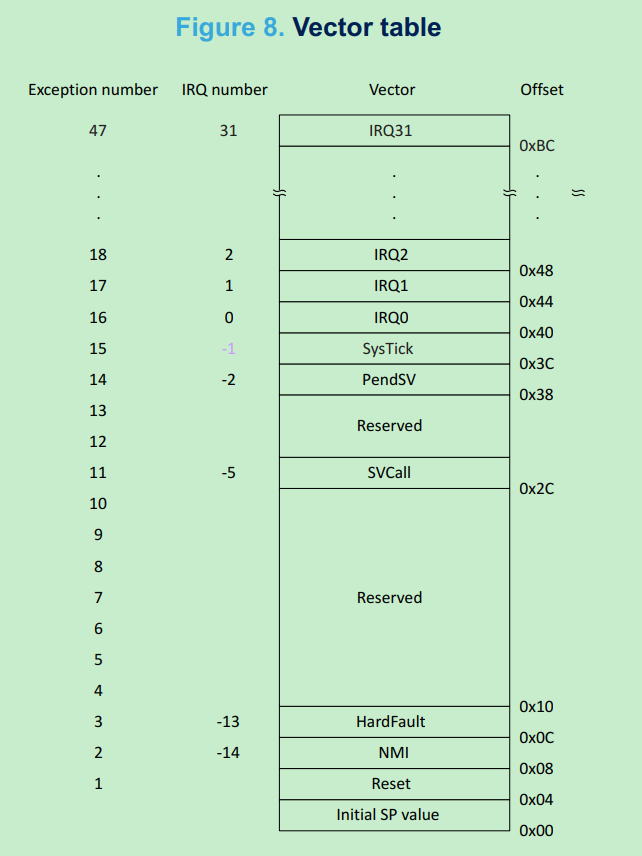 Figure 8. Vector table
Exception number IRQ number Vector Offset
47 31 IRQ31
0xBC
. . .
. . .
. . .
18 2 IRQ2
0x48
17 1 IRQ1
0x44
16 0 IRQ0
0x40
15 -1 SysTick
0x3C
14 -2 PendSV
0x38
13
Reserved
12
11 -5 SVCall
0x2C
10
9
8
7 Reserved
6
5
4
0x10
3 -13 HardFault
0x0C
2 -14 NMI
0x08
1 Reset
0x04
Initial SP value
0x00